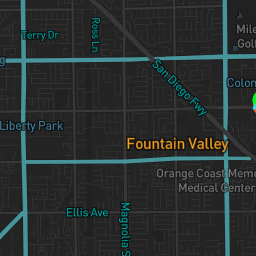 Terry Dr
Ross Ln
Mile
Golf
San Diego Fwy
Colon
Liberty Park
Fountain Valley
Orange Coast Memo
Medical Center
Ellis Ave
Magnolia S